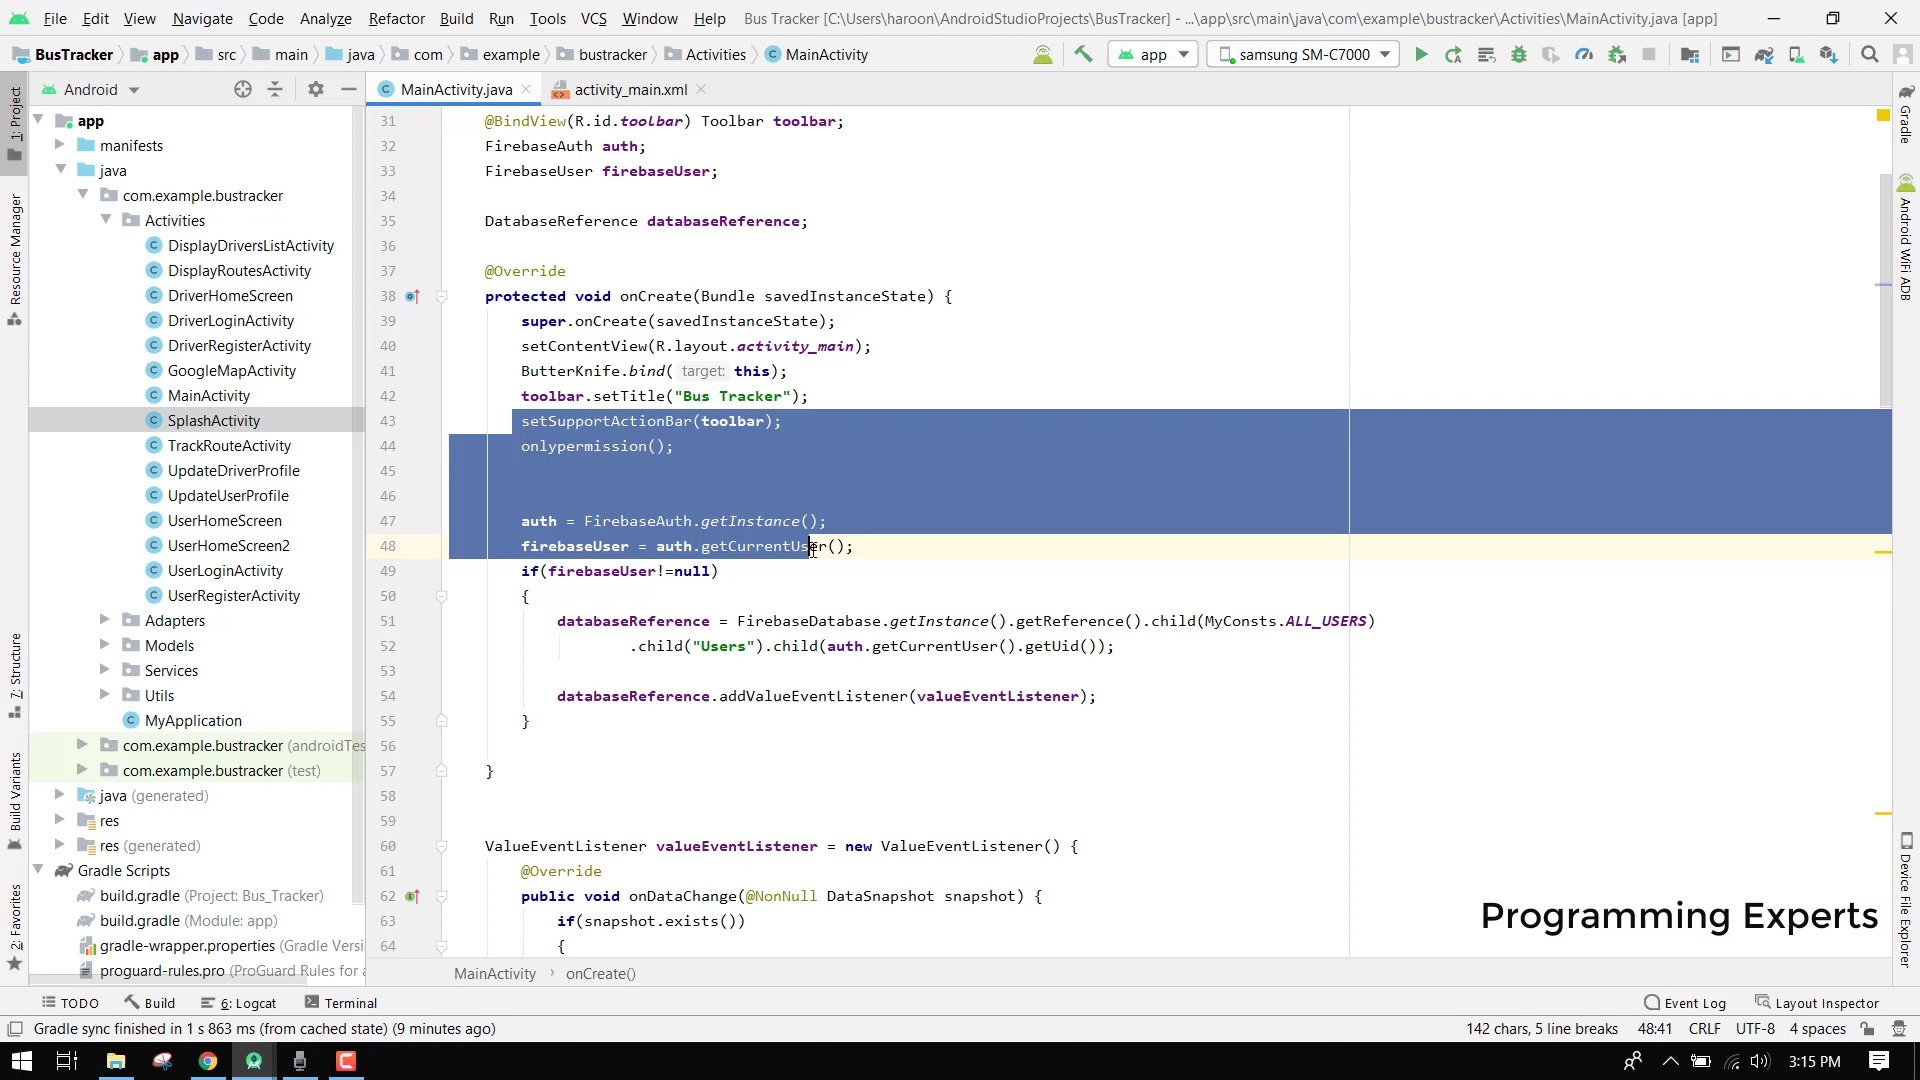 File Edit View Navigate Code Analyze Refactor Build Run Tools VCS Window Help Bus Tracker [C:\Users\haroon\AndroidStudioProjects\BusTracker] - ...\app\src\main\java\com\example\bustracker\Activities\MainActivity.java [app]
BusTracker app src main java com example bustracker Activities MainActivity app samsung SM-C7000
Android MainActivity.java activity_main.xml
1: Project
Resource Manager
7: Structure
Build Variants
2: Favorites
app
manifests
java
com.example.bustracker
Activities
DisplayDriversListActivity
DisplayRoutesActivity
DriverHomeScreen
DriverLoginActivity
DriverRegisterActivity
GoogleMapActivity
MainActivity
SplashActivity
TrackRouteActivity
UpdateDriverProfile
UpdateUserProfile
UserHomeScreen
UserHomeScreen2
UserLoginActivity
UserRegisterActivity
Adapters
Models
Services
Utils
MyApplication
com.example.bustracker (androidTes
com.example.bustracker (test)
java (generated)
res
res (generated)
Gradle Scripts
build.gradle (Project: Bus_Tracker)
build.gradle (Module: app)
gradle-wrapper.properties (Gradle Versi
proguard-rules.pro (ProGuard Rules for a
31 @BindView(R.id.toolbar) Toolbar toolbar;
32 FirebaseAuth auth;
33 FirebaseUser firebaseUser;
34
35 DatabaseReference databaseReference;
36
37 @Override
38 protected void onCreate(Bundle savedInstanceState) {
39 super.onCreate(savedInstanceState);
40 setContentView(R.layout.activity_main);
41 ButterKnife.bind( target: this);
42 toolbar.setTitle("Bus Tracker");
43 setSupportActionBar(toolbar);
44 onlypermission();
45
46
47 auth = FirebaseAuth.getInstance();
48 firebaseUser = auth.getCurrentUser();
49 if(firebaseUser!=null)
50 {
51 databaseReference = FirebaseDatabase.getInstance().getReference().child(MyConsts.ALL_USERS)
52 .child("Users").child(auth.getCurrentUser().getUid());
53
54 databaseReference.addValueEventListener(valueEventListener);
55 }
56
57 }
58
59
60 ValueEventListener valueEventListener = new ValueEventListener() {
61 @Override
62 public void onDataChange(@NonNull DataSnapshot snapshot) {
63 if(snapshot.exists())
64 {
Programming Experts
Gradle
Android WiFi ADB
Device File Explorer
MainActivity › onCreate()
TODO Build 6: Logcat Terminal Event Log Layout Inspector
Gradle sync finished in 1 s 863 ms (from cached state) (9 minutes ago) 142 chars, 5 line breaks 48:41 CRLF UTF-8 4 spaces
3:15 PM